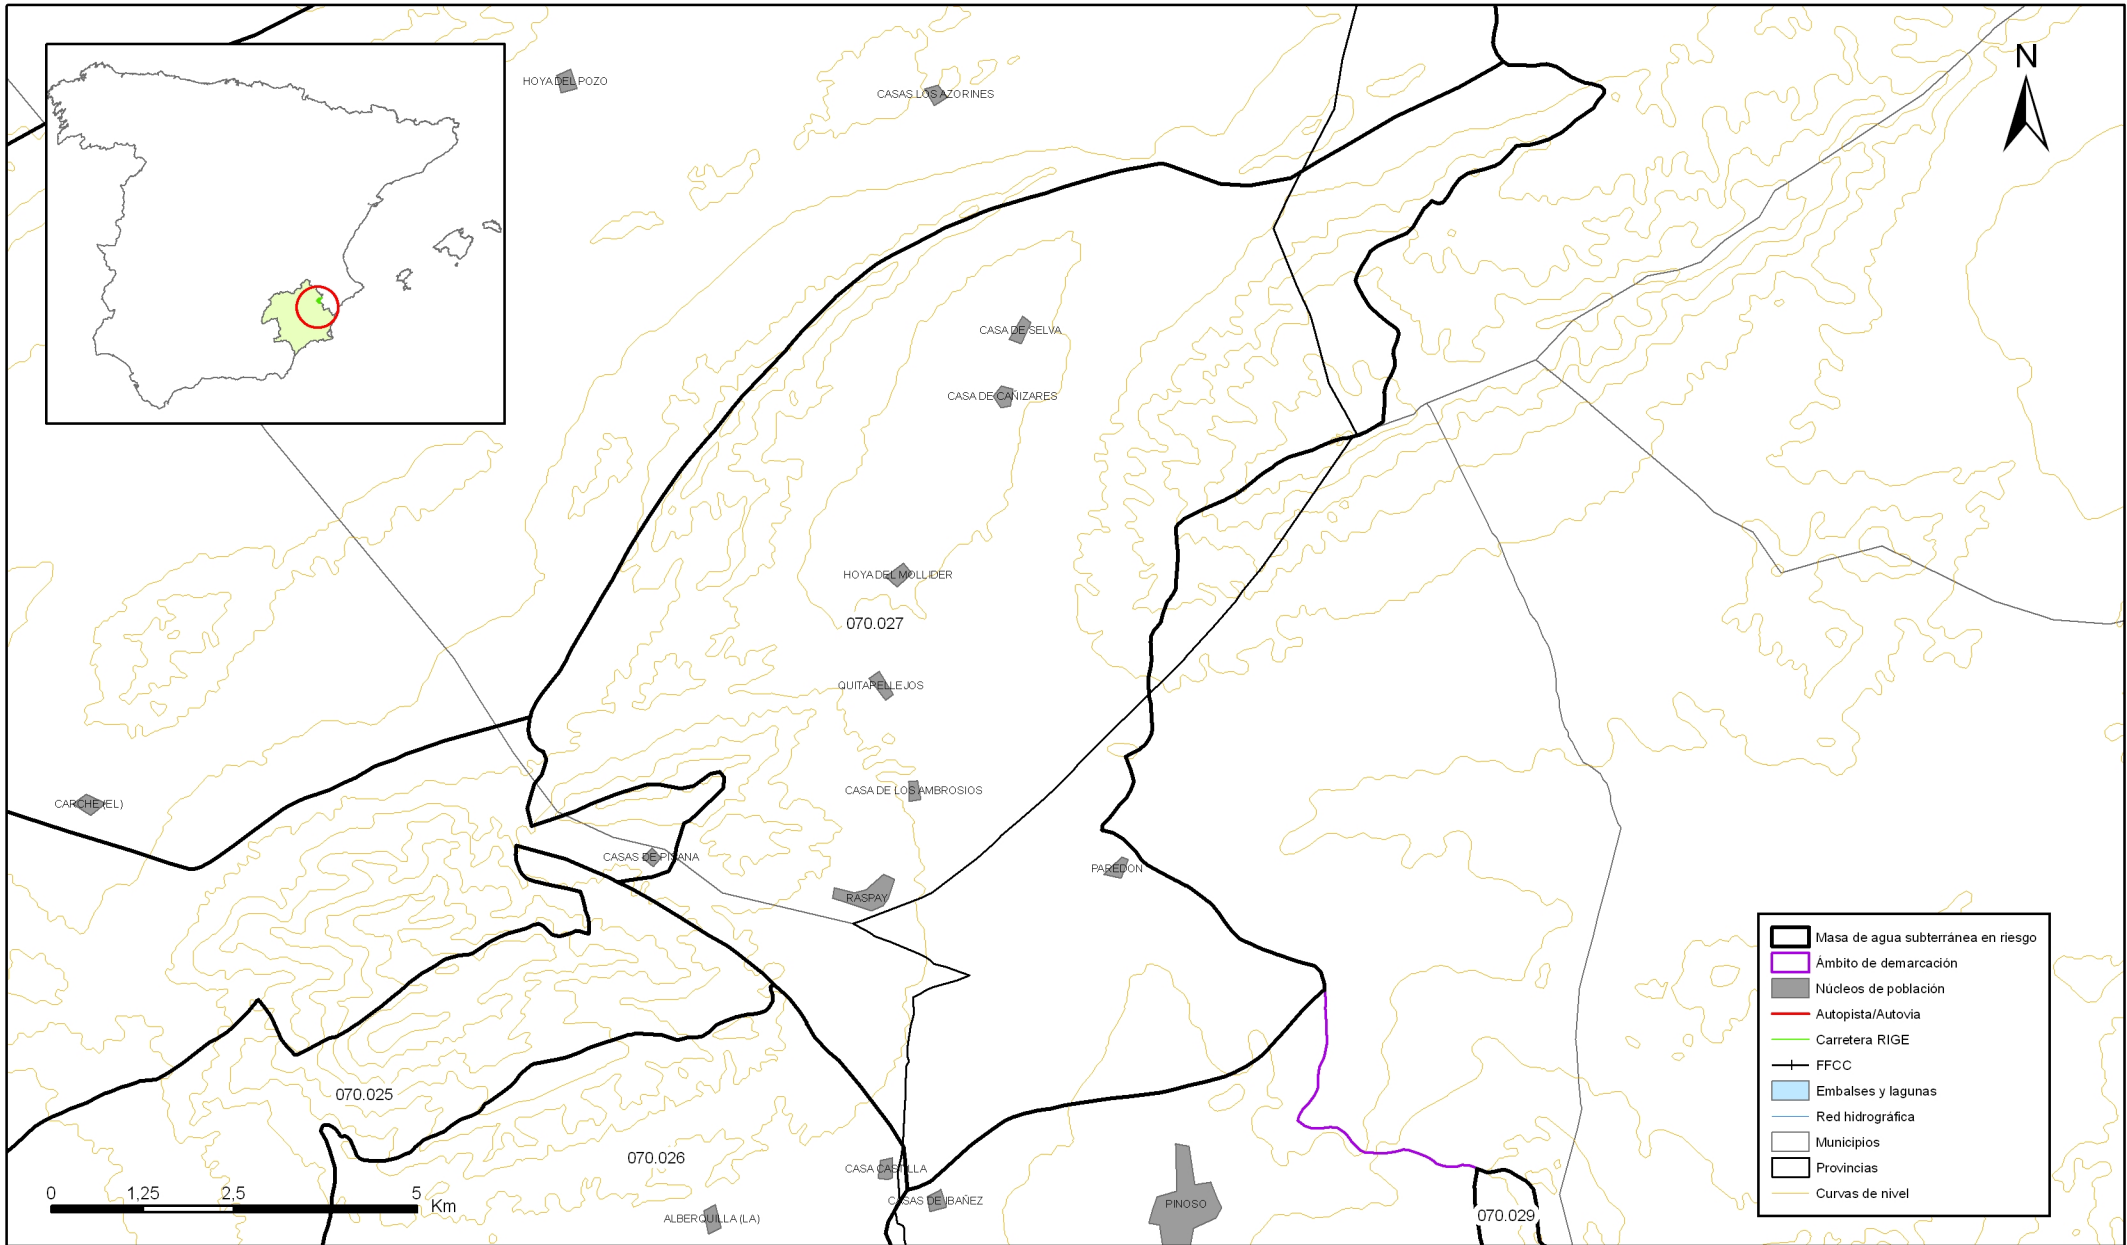 N
HOYA DEL POZO
CASAS LOS AZORINES
CASA DE SELVA
CASA DE CAÑIZARES
HOYA DEL MOLLIDER
070.027
QUITAPELLEJOS
CASA DE LOS AMBROSIOS
CARCHE (EL)
CASAS DE PISANA
PAREDON
RASPAY
070.025
070.026
CASA CASTILLA
CASAS DE IBAÑEZ
ALBERQUILLA (LA)
PINOSO
070.029
0 1,25 2,5 5
Km
Masa de agua subterránea en riesgo
Ámbito de demarcación
Núcleos de población
Autopista/Autovia
Carretera RIGE
FFCC
Embalses y lagunas
Red hidrográfica
Municipios
Provincias
Curvas de nivel